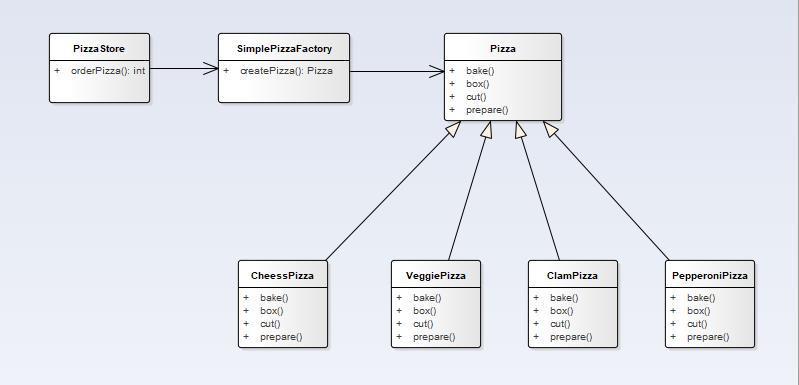 PizzaStore
+ orderPizza(): int
SimplePizzaFactory
+ createPizza(): Pizza
Pizza
+ bake()
+ box()
+ cut()
+ prepare()
CheessPizza
+ bake()
+ box()
+ cut()
+ prepare()
VeggiePizza
+ bake()
+ box()
+ cut()
+ prepare()
ClamPizza
+ bake()
+ box()
+ cut()
+ prepare()
PepperoniPizza
+ bake()
+ box()
+ cut()
+ prepare()